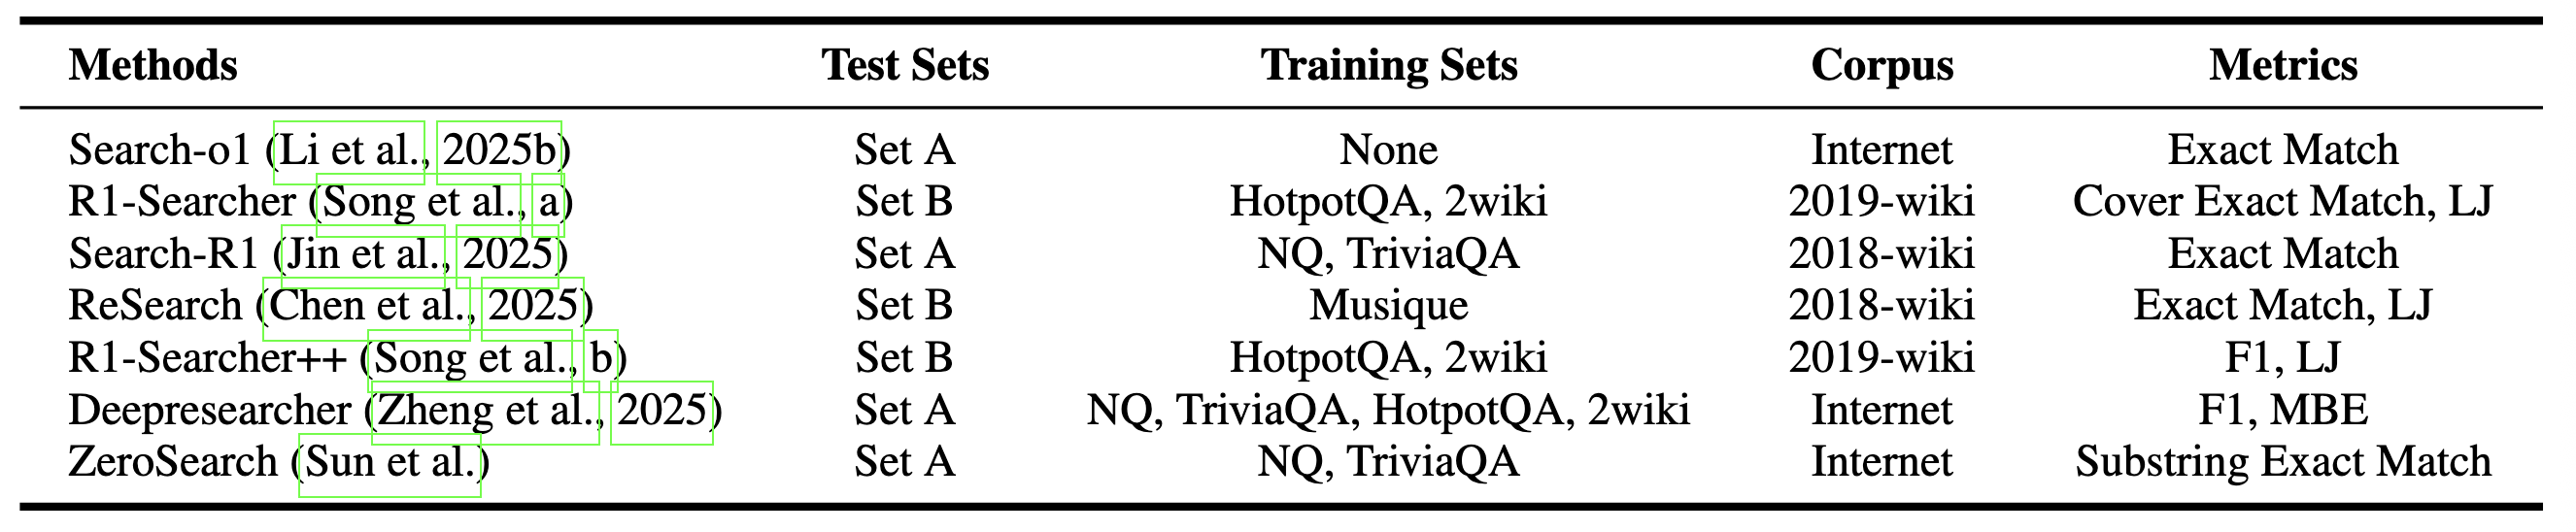 Methods Test Sets Training Sets Corpus Metrics
Search-o1 (Li et al., 2025b) Set A None Internet Exact Match
R1-Searcher (Song et al., a) Set B HotpotQA, 2wiki 2019-wiki Cover Exact Match, LJ
Search-R1 (Jin et al., 2025) Set A NQ, TriviaQA 2018-wiki Exact Match
ReSearch (Chen et al., 2025) Set B Musique 2018-wiki Exact Match, LJ
R1-Searcher++ (Song et al., b) Set B HotpotQA, 2wiki 2019-wiki F1, LJ
Deepresearcher (Zheng et al., 2025) Set A NQ, TriviaQA, HotpotQA, 2wiki Internet F1, MBE
ZeroSearch (Sun et al.) Set A NQ, TriviaQA Internet Substring Exact Match